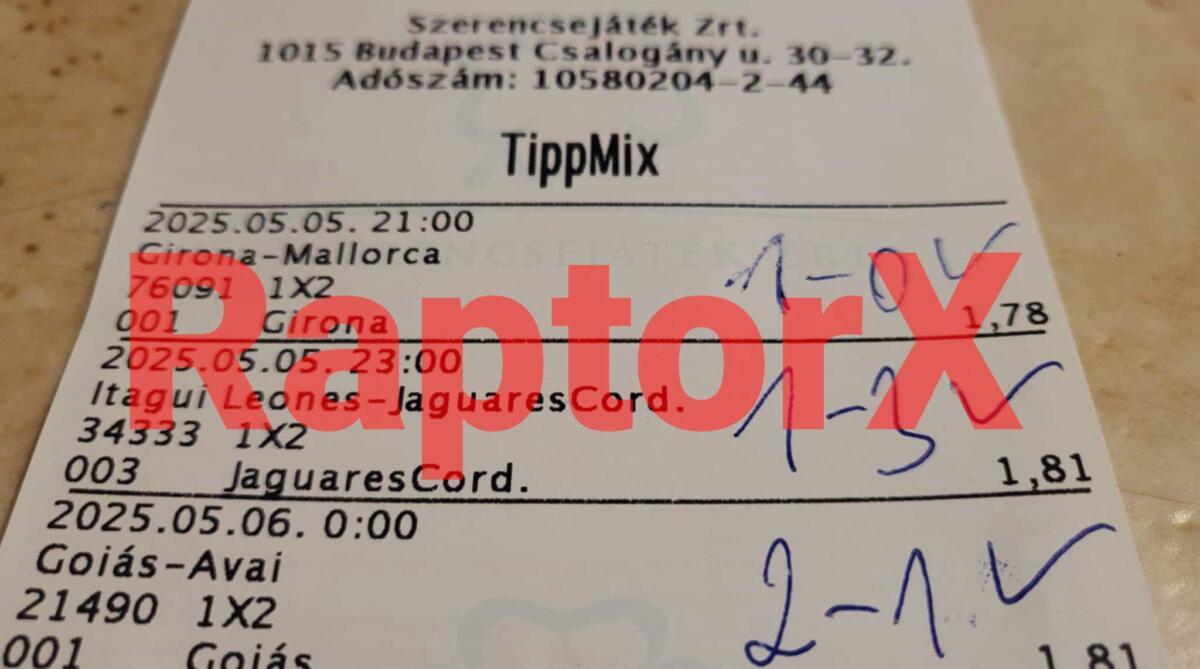 Szerencsejáték Zrt.
1015 Budapest Csalogány u. 30-32.
Adószám: 10580204-2-44
TippMix
2025.05.05. 21:00
Girona-Mallorca
76091 1X2
001 Girona 1,78
1-0
2025.05.05. 23:00
Itagui Leones-JaguaresCord.
34333 1X2
003 JaguaresCord. 1,81
1-3
2025.05.06. 0:00
Goiás-Avai
21490 1X2
001 Goiás 1,81
2-1
RaptorX